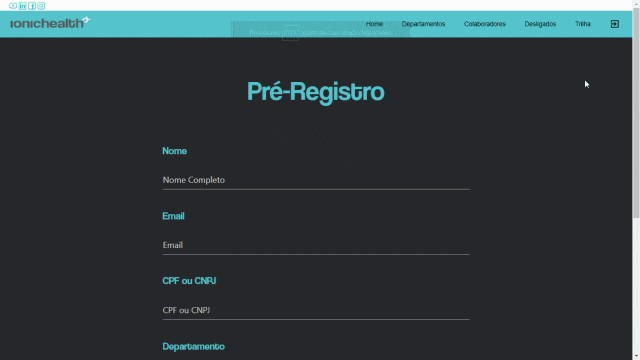 ionichealth
Home Departamentos Colaboradores Desligados Trilha
Pré-Registro
Nome
Nome Completo
Email
Email
CPF ou CNPJ
CPF ou CNPJ
Departamento